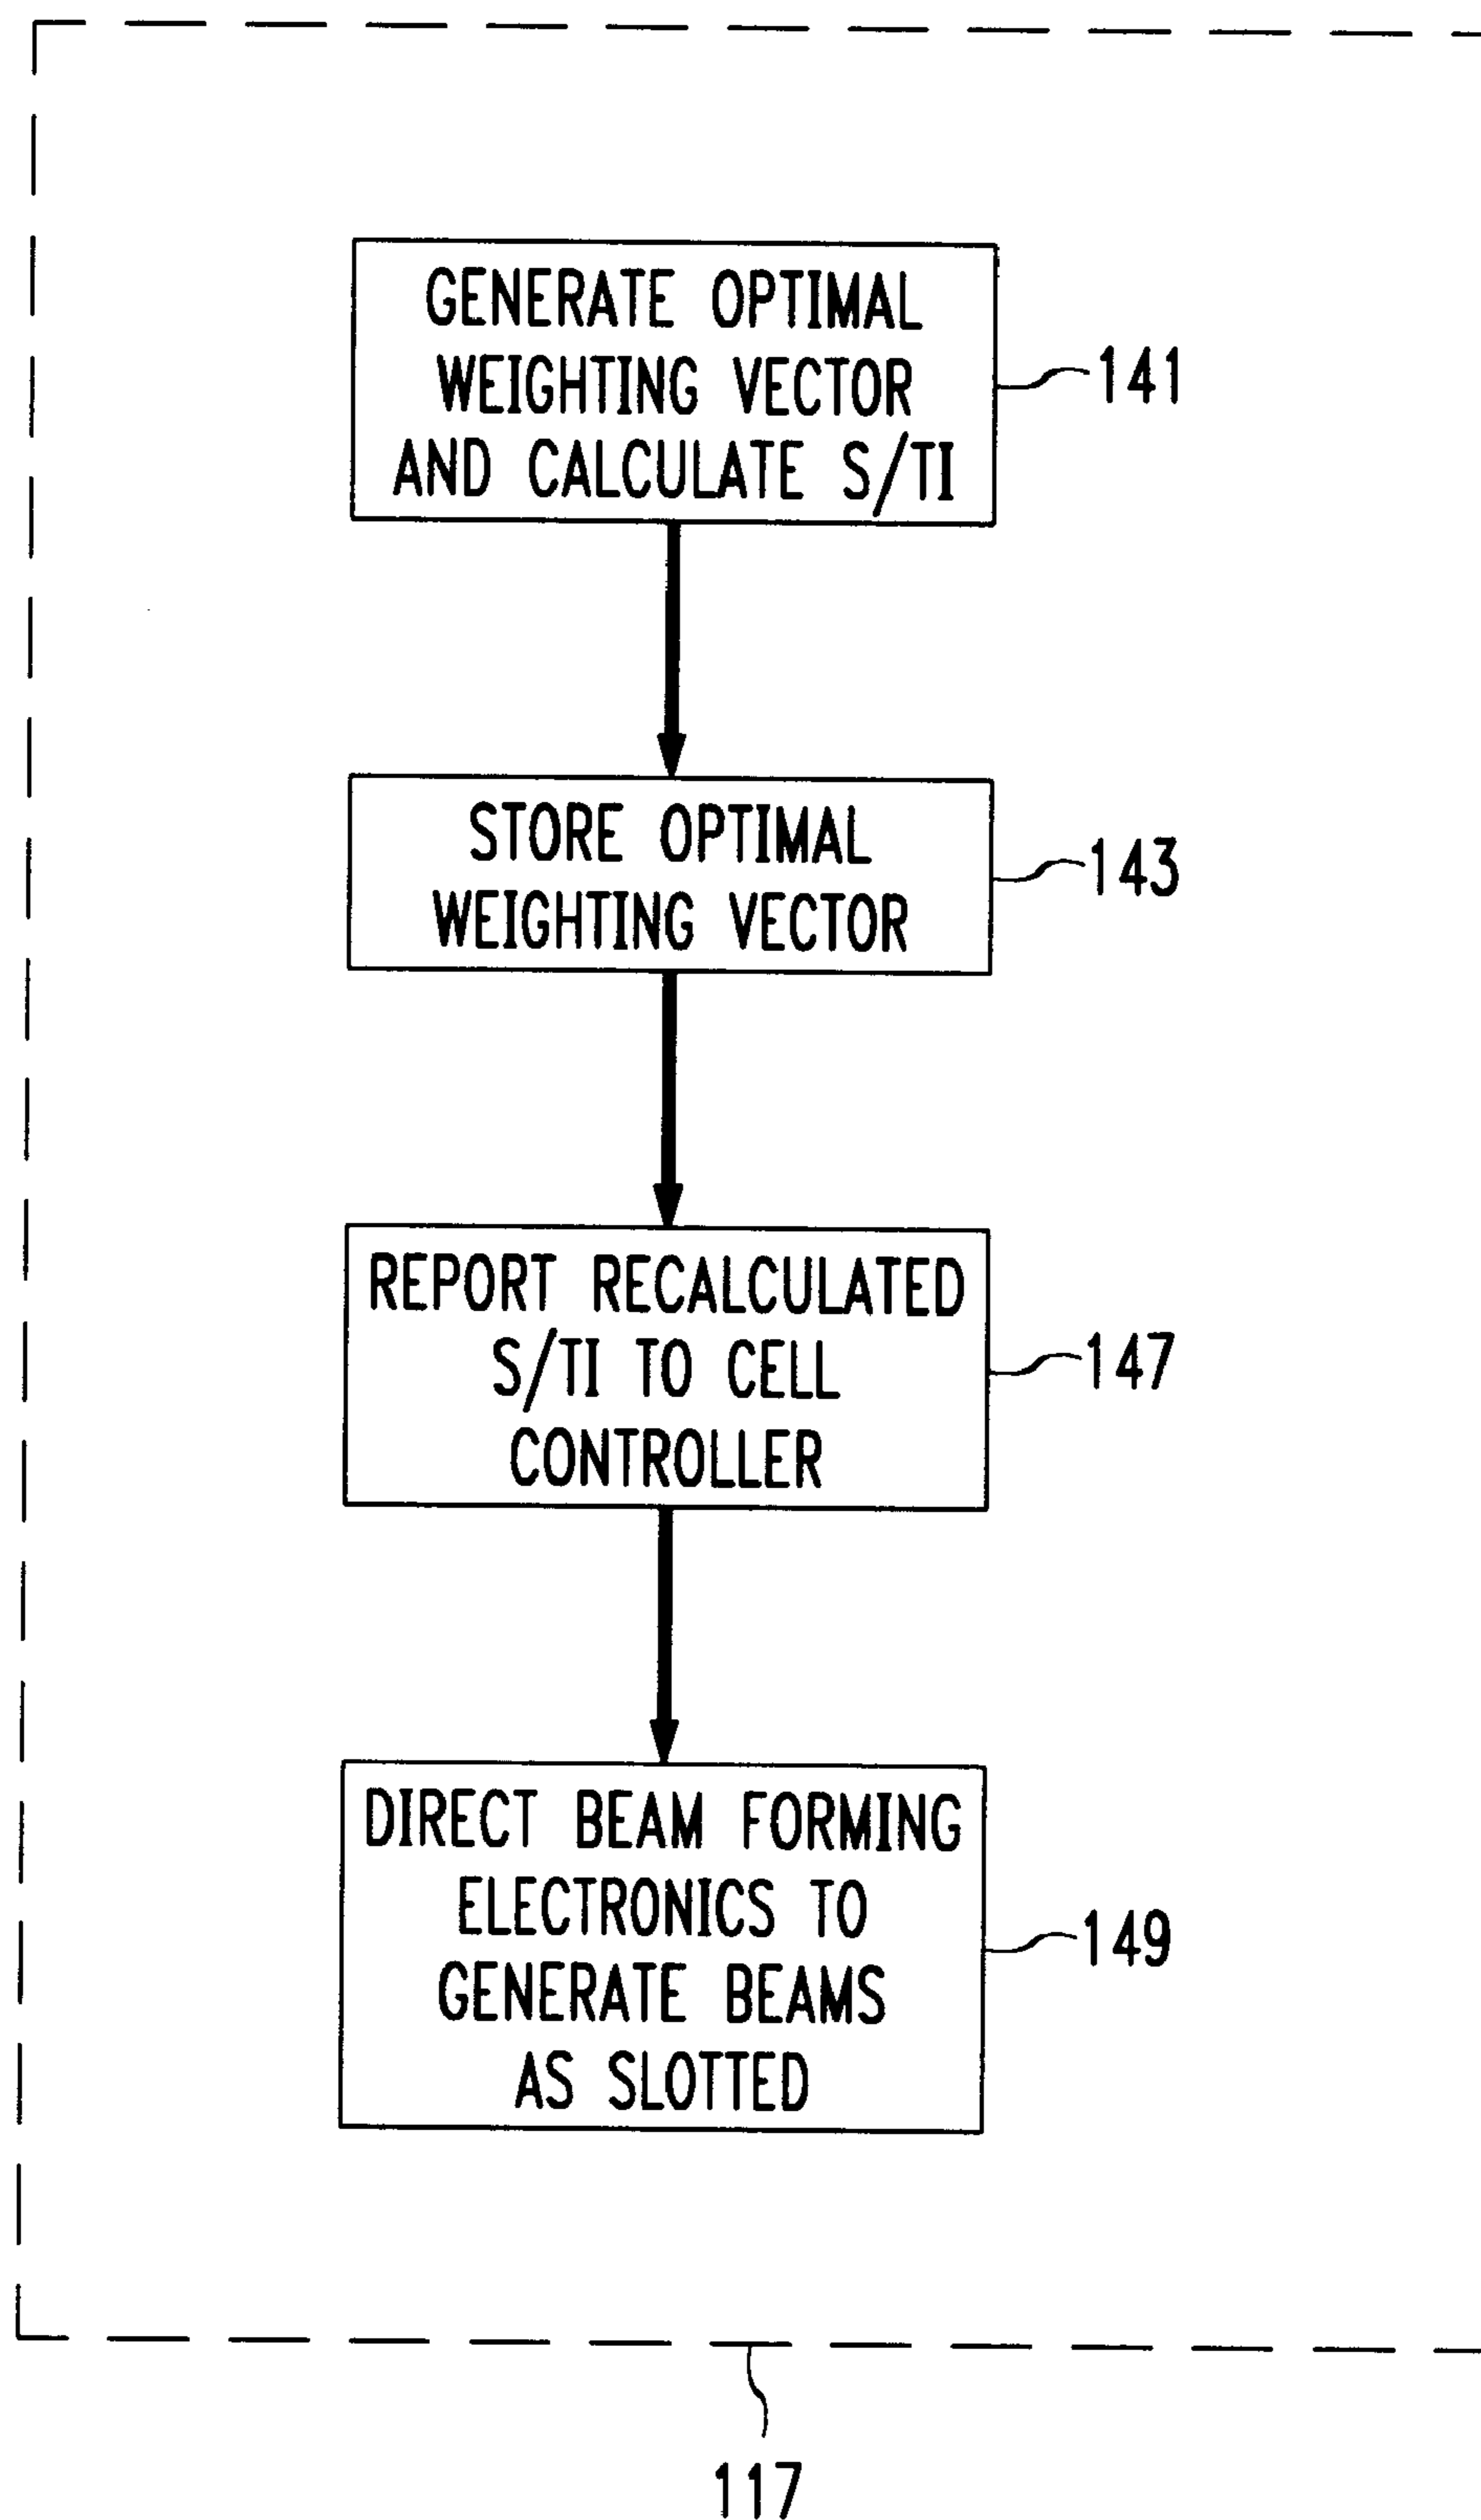 GENERATE OPTIMAL
WEIGHTING VECTOR
AND CALCULATE S/TI
141
STORE OPTIMAL
WEIGHTING VECTOR
143
REPORT RECALCULATED
S/TI TO CELL
CONTROLLER
147
DIRECT BEAM FORMING
ELECTRONICS TO
GENERATE BEAMS
AS SLOTTED
149
117